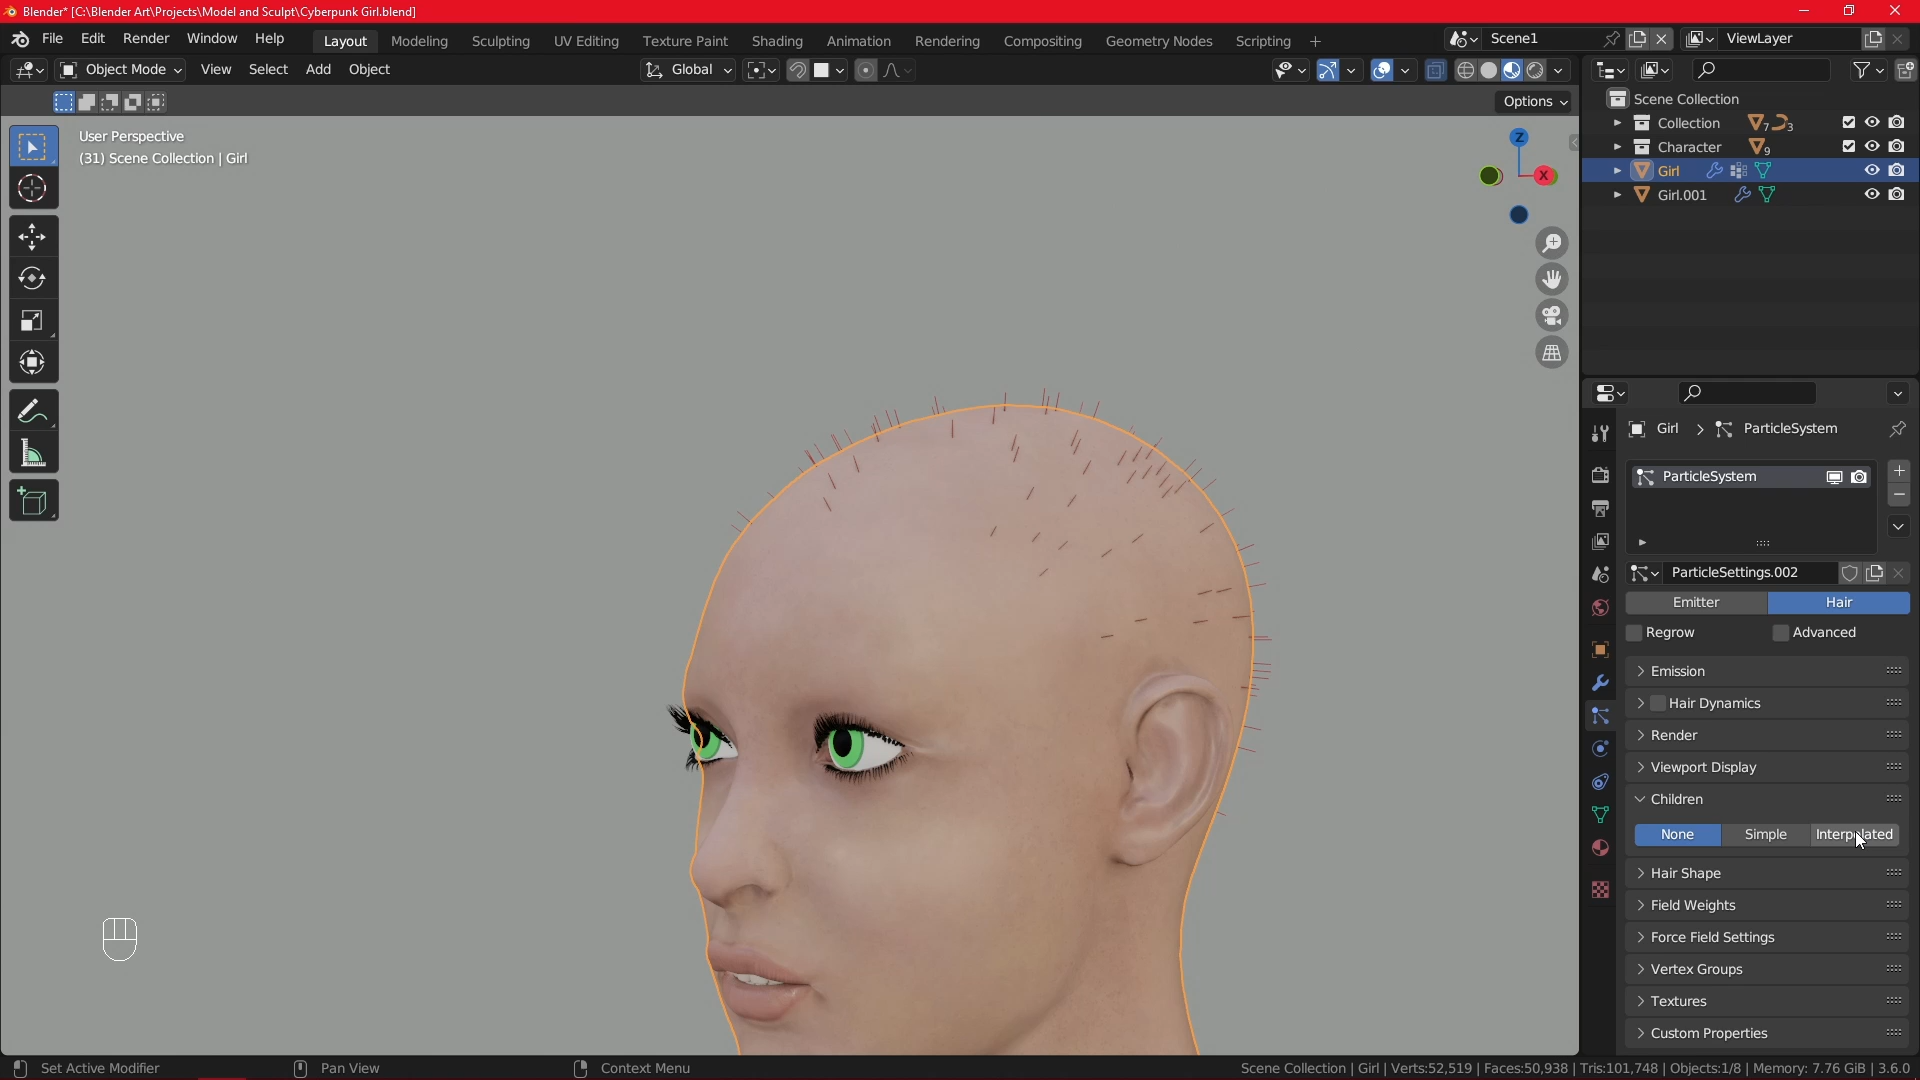 Blender* [C:\Blender Art\Projects\Model and Sculpt\Cyberpunk Girl.blend]
File Edit Render Window Help Layout Modeling Sculpting UV Editing Texture Paint Shading Animation Rendering Compositing Geometry Nodes Scripting + Scene1 ViewLayer
Object Mode View Select Add Object Global
Options
User Perspective
(31) Scene Collection | Girl
Z
X
Scene Collection
Collection 7 3
Character 9
Girl
Girl.001
Girl > ParticleSystem
ParticleSystem
ParticleSettings.002
Emitter Hair
Regrow Advanced
Emission
Hair Dynamics
Render
Viewport Display
Children
None Simple Interpolated
Hair Shape
Field Weights
Force Field Settings
Vertex Groups
Textures
Custom Properties
Set Active Modifier Pan View Context Menu Scene Collection | Girl | Verts:52,519 | Faces:50,938 | Tris:101,748 | Objects:1/8 | Memory: 7.76 GiB | 3.6.0